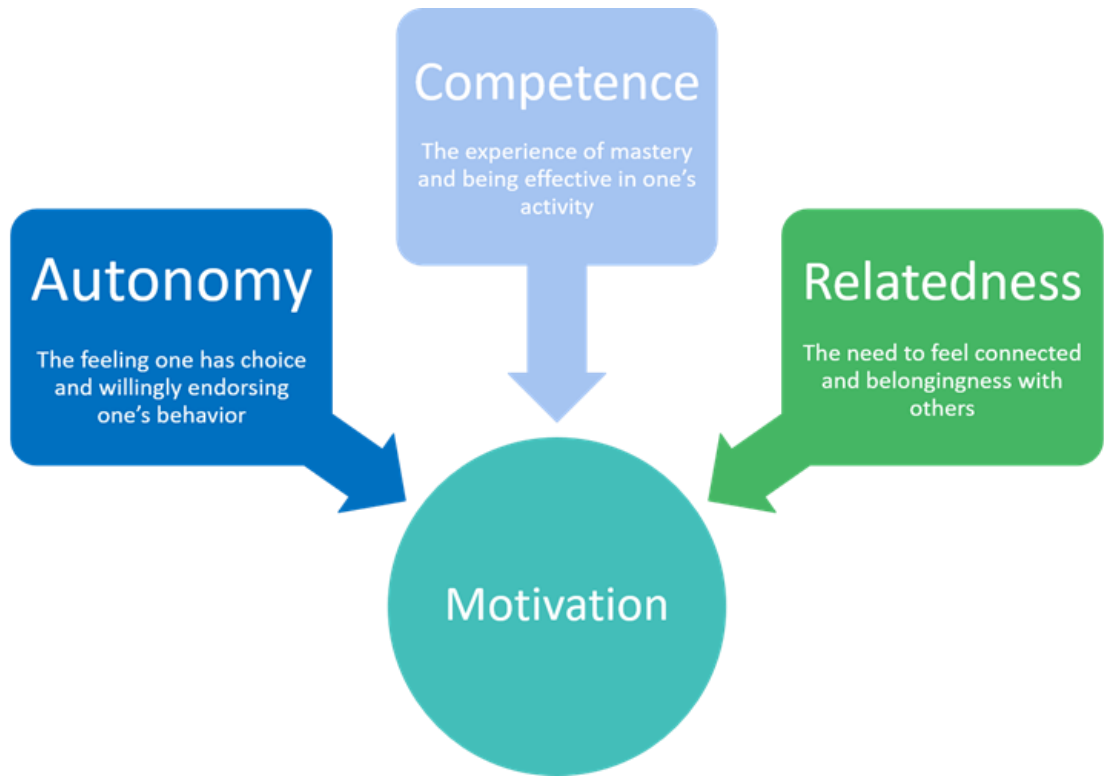 Competence
The experience of mastery
and being effective in one's
activity
Autonomy
The feeling one has choice
and willingly endorsing
one's behavior
Relatedness
The need to feel connected
and belongingness with
others
Motivation